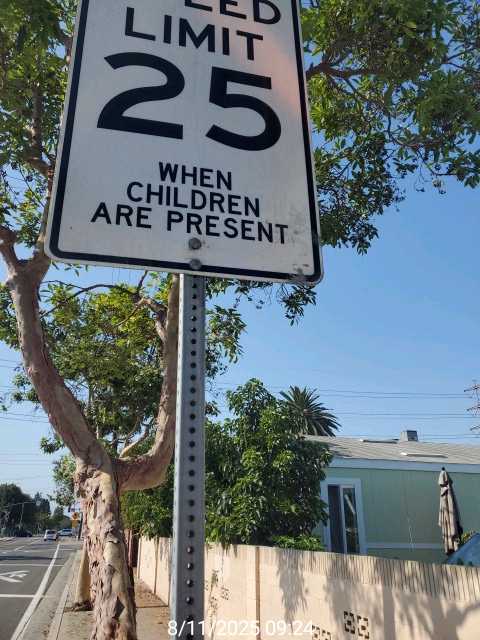 LIMIT
25
WHEN
CHILDREN
ARE PRESENT
8/11/2025 09:24